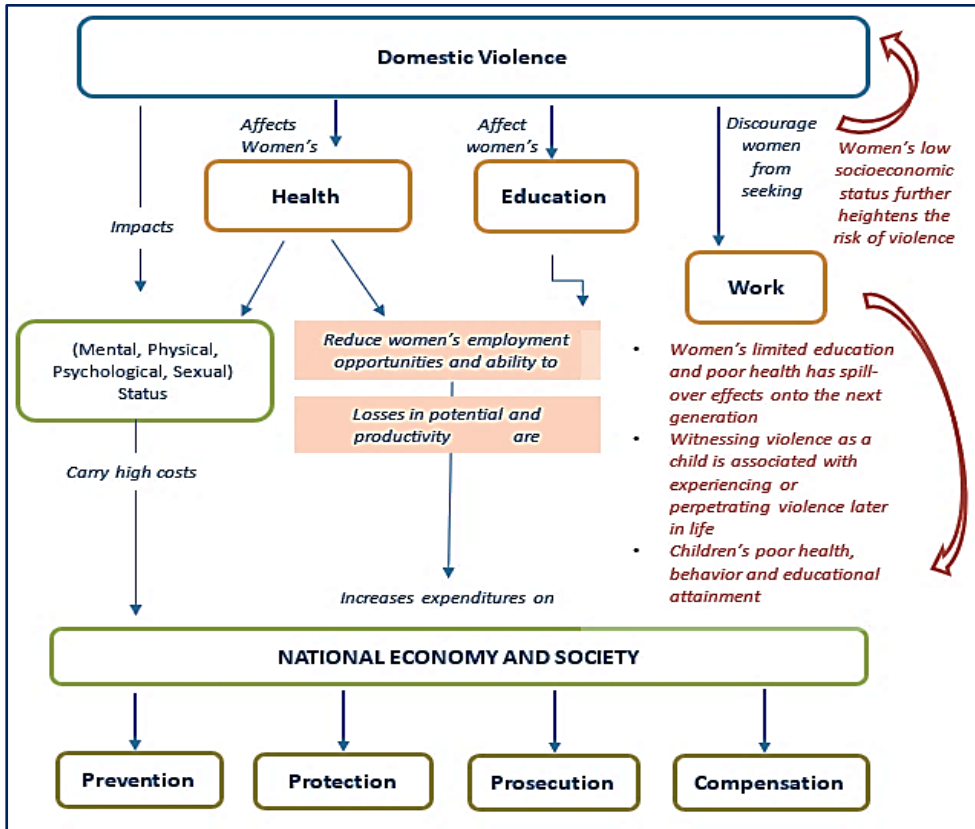 Domestic Violence
Affects
Women's
Affect
women's
Discourage
women
from
seeking
Women's low
socioeconomic
status further
heightens the
risk of violence
Health
Education
Impacts
Work
(Mental, Physical,
Psychological, Sexual)
Status
Reduce women's employment
opportunities and ability to
Losses in potential and
productivity are
• Women's limited education
and poor health has spill-
over effects onto the next
generation
• Witnessing violence as a
child is associated with
experiencing or
perpetrating violence later
in life
• Children's poor health,
behavior and educational
attainment
Carry high costs
Increases expenditures on
NATIONAL ECONOMY AND SOCIETY
Prevention
Protection
Prosecution
Compensation